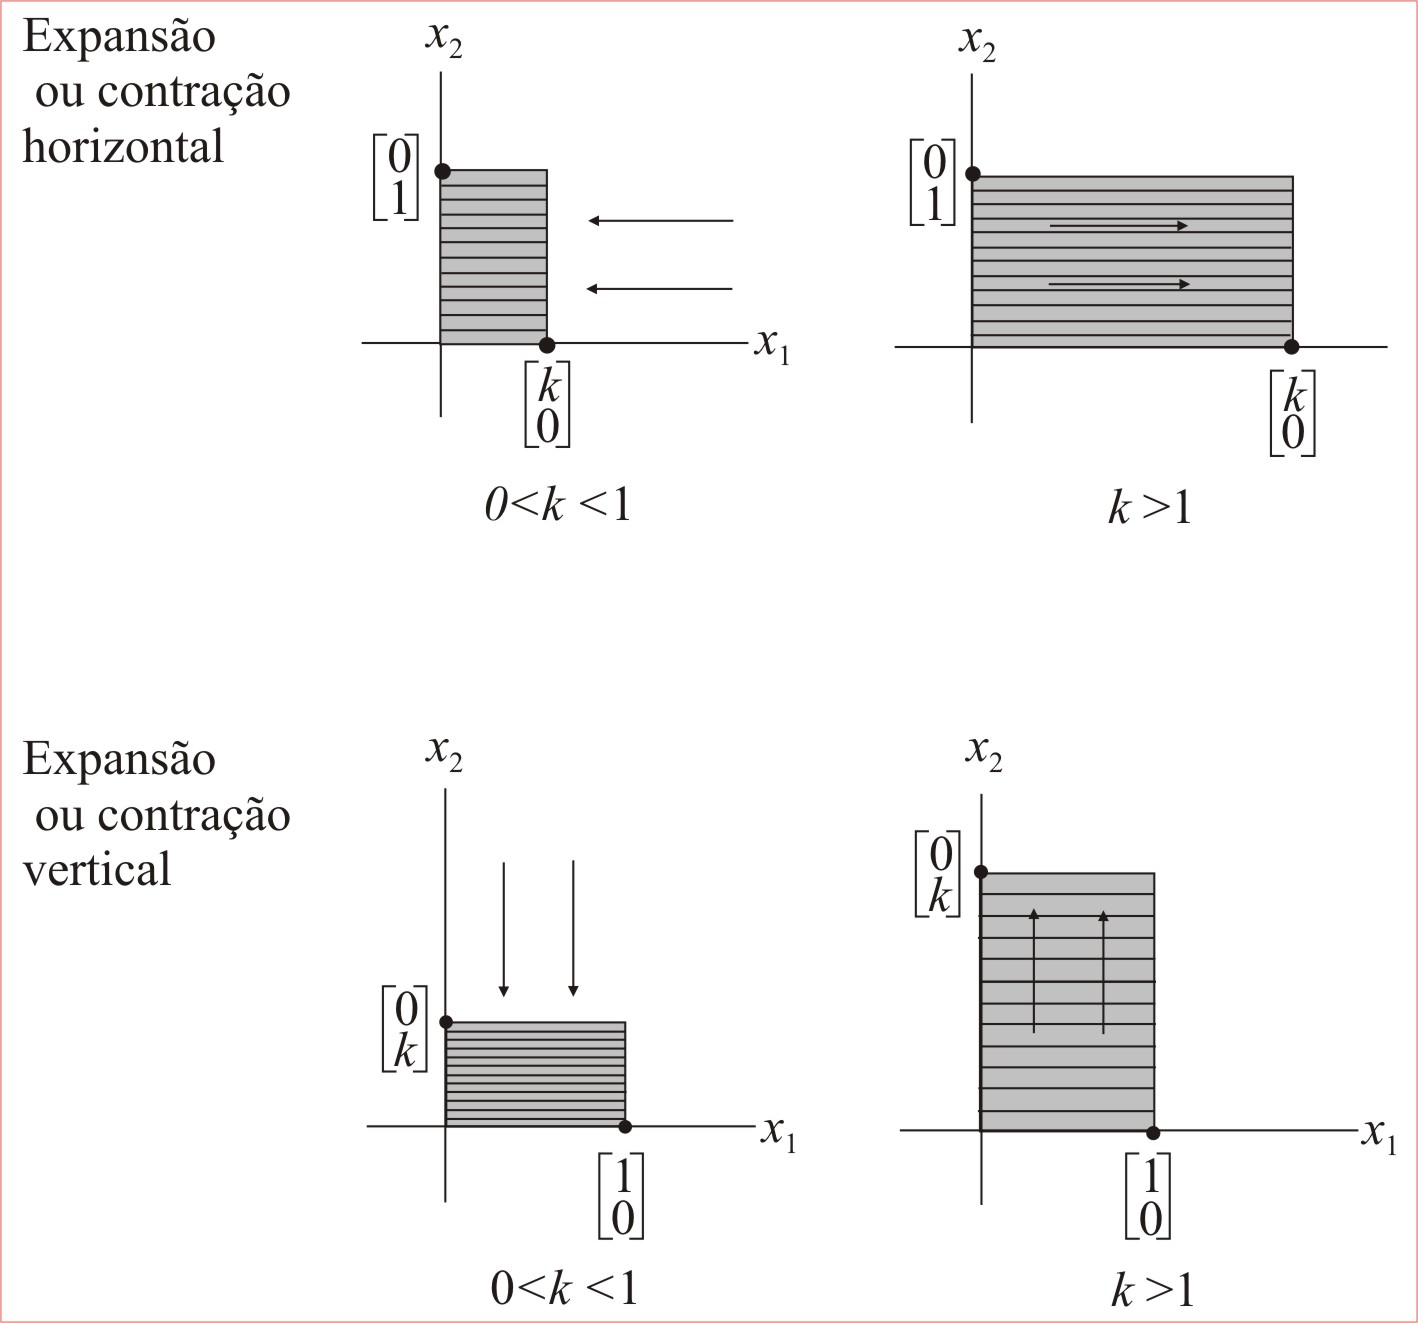 Expansão
ou contração
horizontal
x₂
[0
1]
x₁
[k
0]
0<k <1
x₂
[0
1]
[k
0]
k >1
Expansão
ou contração
vertical
x₂
[0
k]
x₁
[1
0]
0<k <1
x₂
[0
k]
x₁
[1
0]
k >1